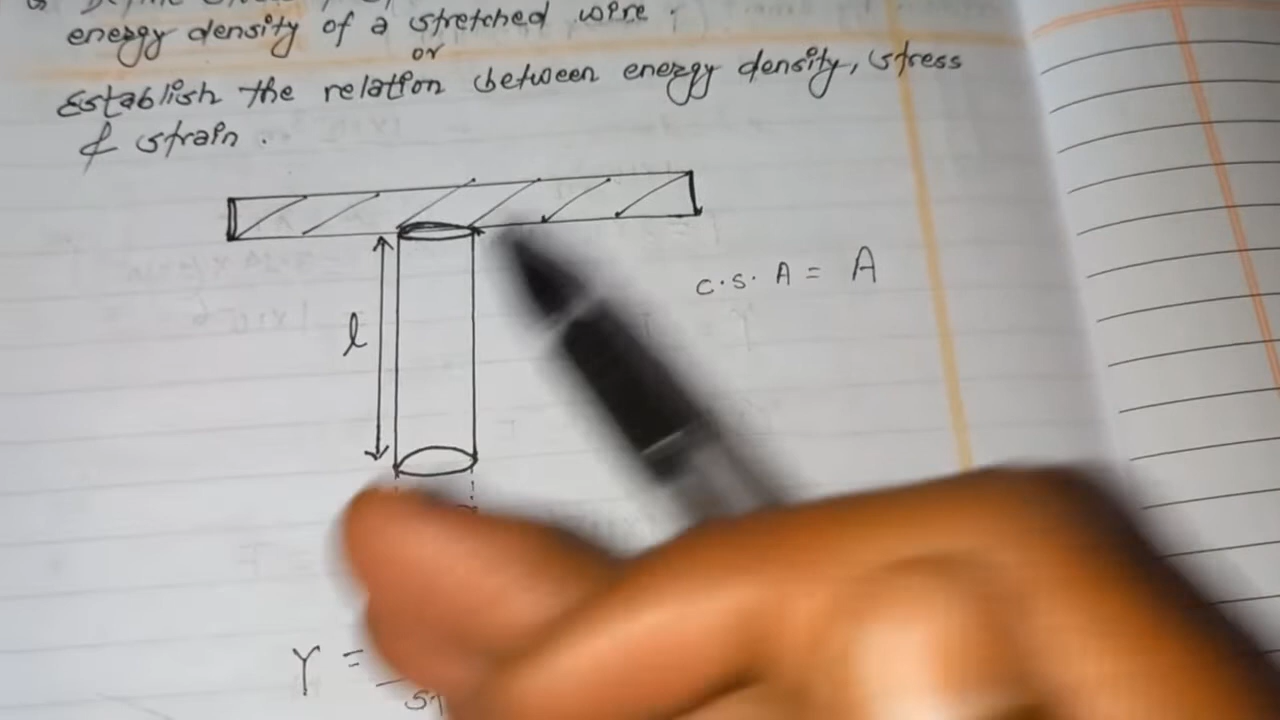 energy density of a stretched wire.
or
Establish the relation between energy density, stress
& strain.
c.s. A = A
l
Y =